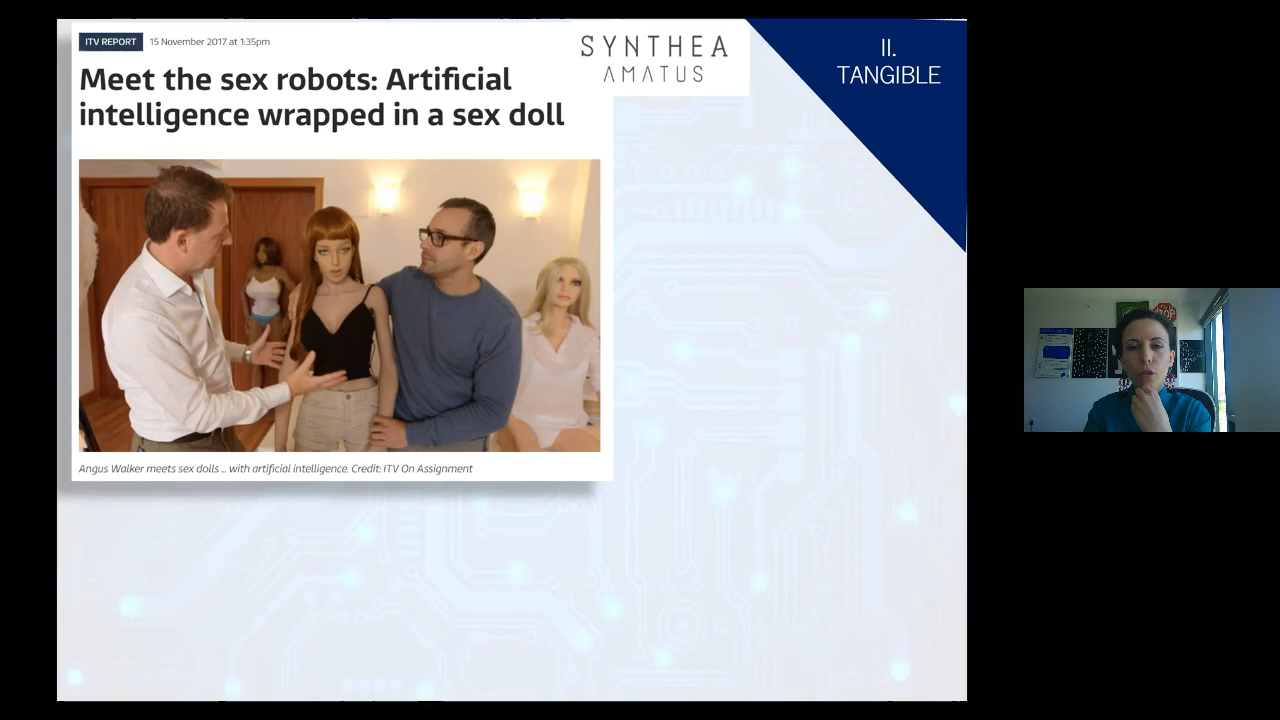 ITV REPORT 15 November 2017 at 1:35pm
SYNTHEA
AMATUS
II.
TANGIBLE
Meet the sex robots: Artificial
intelligence wrapped in a sex doll
Angus Walker meets sex dolls ... with artificial intelligence. Credit: ITV On Assignment
STOP